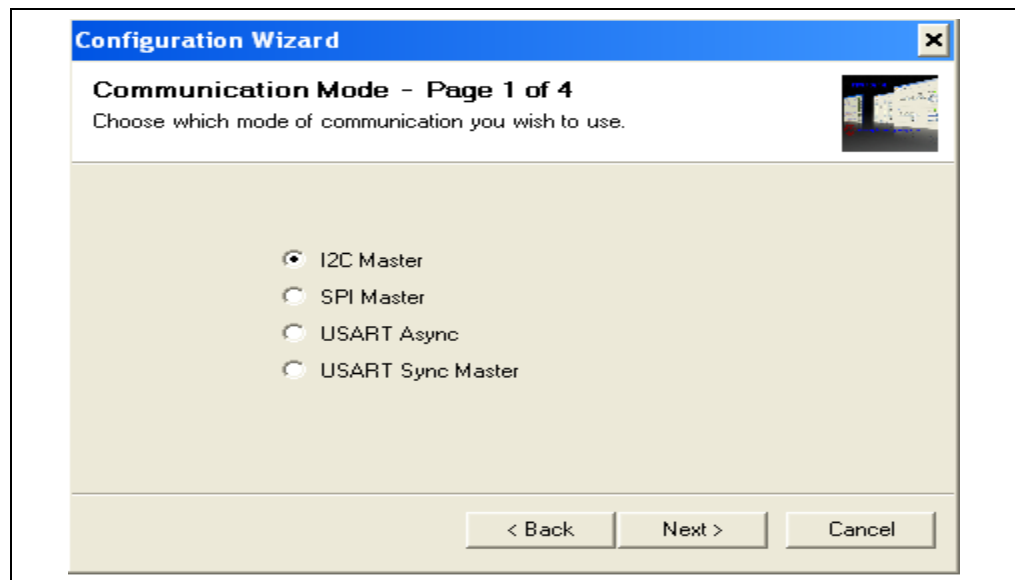 Configuration Wizard
Communication Mode - Page 1 of 4
Choose which mode of communication you wish to use.
I2C Master
SPI Master
USART Async
USART Sync Master
< Back
Next >
Cancel